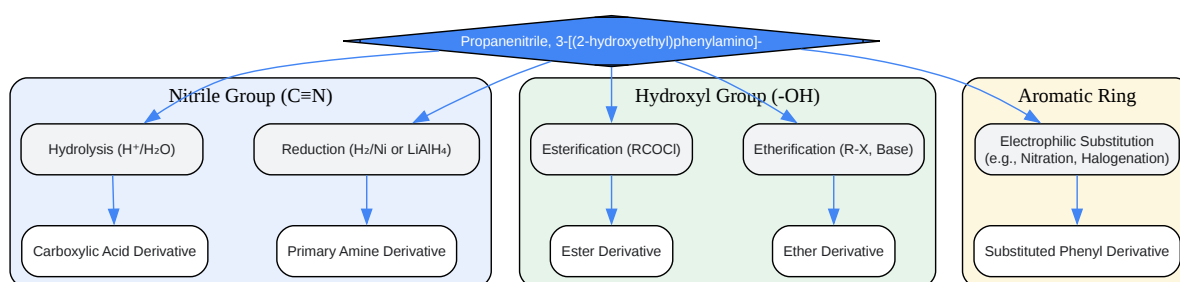 Propanenitrile, 3-[(2-hydroxyethyl)phenylamino]-
Nitrile Group (C≡N)
Hydroxyl Group (-OH)
Aromatic Ring
Hydrolysis (H⁺/H₂O)
Reduction (H₂/Ni or LiAlH₄)
Esterification (RCOCl)
Etherification (R-X, Base)
Electrophilic Substitution
(e.g., Nitration, Halogenation)
Carboxylic Acid Derivative
Primary Amine Derivative
Ester Derivative
Ether Derivative
Substituted Phenyl Derivative